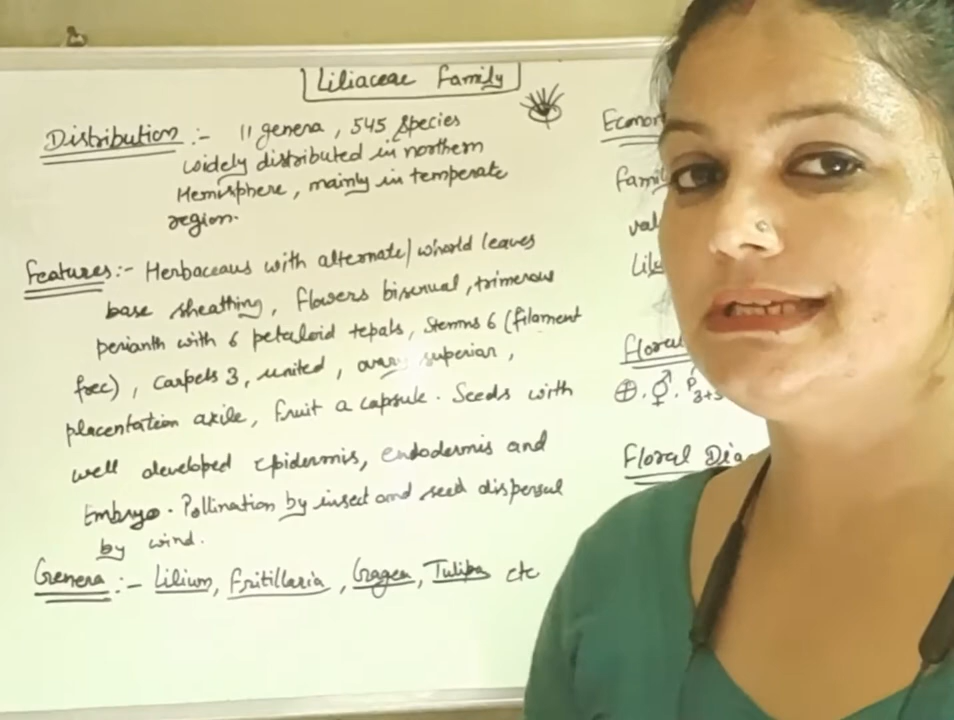 Liliaceae Family
Distribution :- 11 genera, 545 species
widely distributed in northern
Hemisphere, mainly in temperate
region.
Features :- Herbaceous with alternate/whorld leaves
base sheathing, flowers bisexual, trimerous
perianth with 6 petaloid tepals, Stemns 6 (filament
free), Carpels 3, united, ovary superior,
placentation axile, fruit a capsule. Seeds with
well developed epidermis, endodermis and
Embryo. Pollination by insect and seed dispersal
by wind.
Genera :- Lilium, Fritillaria, Gagea, Tulipa etc
Econo
Famil
val
Floral
⊕. ⚥. P3+3
Floral Dia